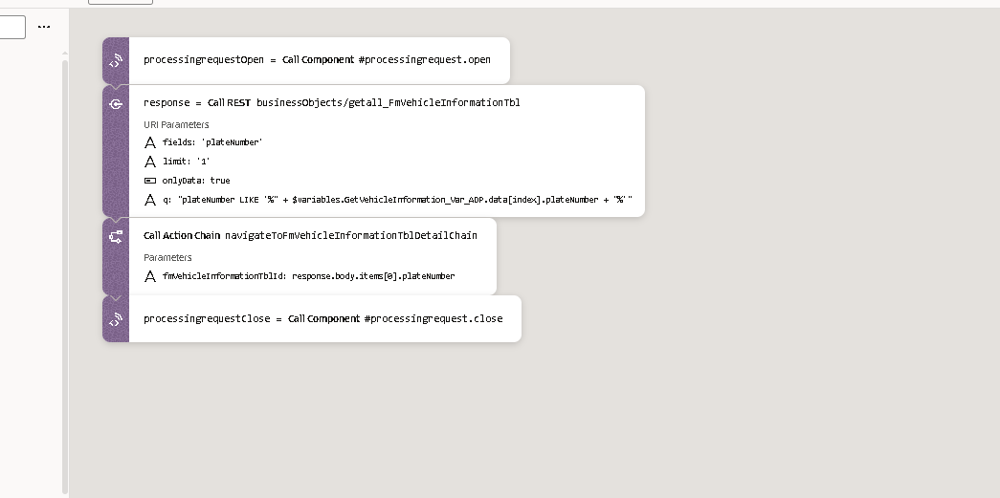 ...
processingrequestOpen = Call Component #processingrequest.open
response = Call REST businessObjects/getall_FmVehicleInformationTbl
URI Parameters
fields: 'plateNumber'
limit: '1'
onlyData: true
q: "plateNumber LIKE '%" + $variables.GetVehicleInformation_Var_ADP.data[index].plateNumber + "%'"
Call Action Chain navigateToFmVehicleInformationTblDetailChain
Parameters
fmVehicleInformationTblId: response.body.items[0].plateNumber
processingrequestClose = Call Component #processingrequest.close